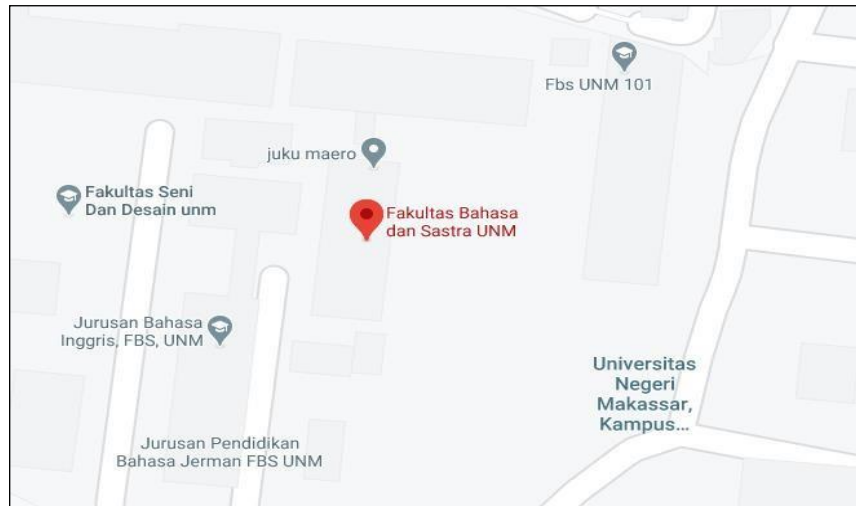 Fbs UNM 101
juku maero
Fakultas Seni
Dan Desain unm
Fakultas Bahasa
dan Sastra UNM
Jurusan Bahasa
Inggris, FBS, UNM
Universitas
Negeri
Makassar,
Kampus...
Jurusan Pendidikan
Bahasa Jerman FBS UNM